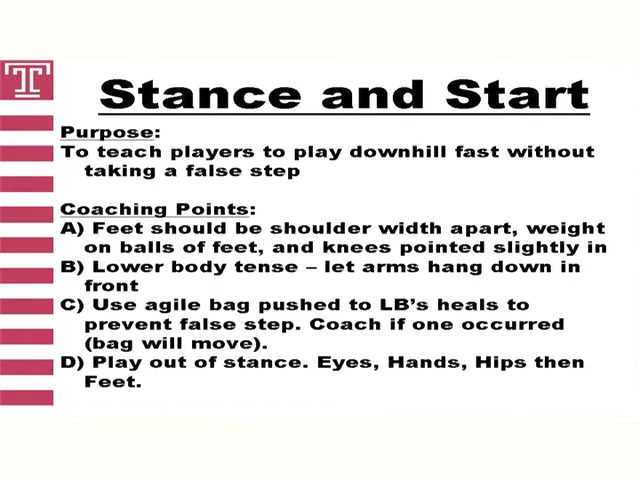 T
Stance and Start
Purpose:
To teach players to play downhill fast without
taking a false step
Coaching Points:
A) Feet should be shoulder width apart, weight
on balls of feet, and knees pointed slightly in
B) Lower body tense – let arms hang down in
front
C) Use agile bag pushed to LB’s heals to
prevent false step. Coach if one occurred
(bag will move).
D) Play out of stance. Eyes, Hands, Hips then
Feet.